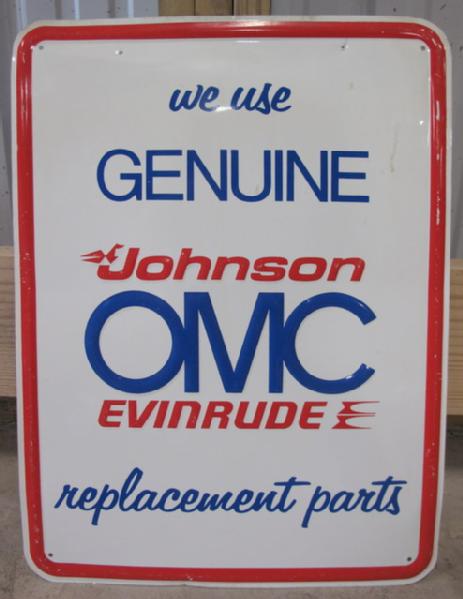 we use
GENUINE
Johnson
OMC
EVINRUDE
replacement parts